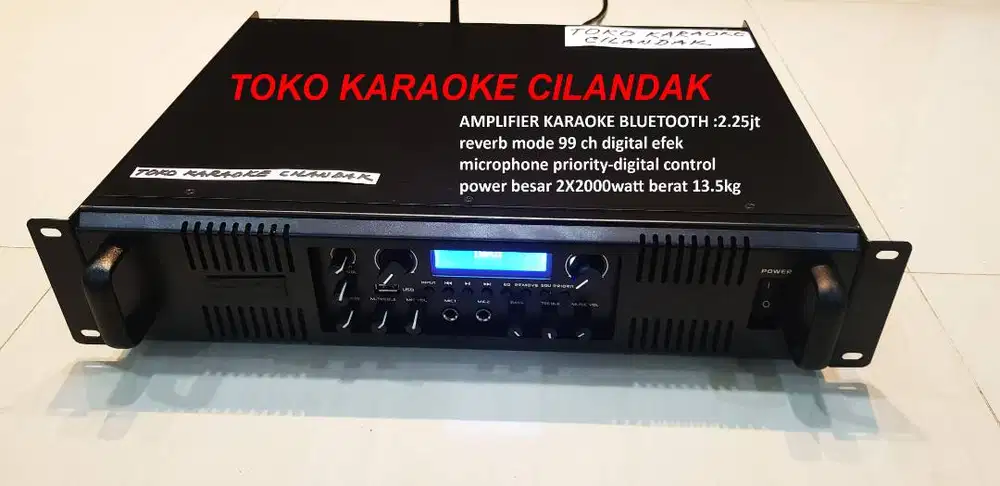 TOKO KARAOKE
CILANDAK
TOKO KARAOKE CILANDAK
AMPLIFIER KARAOKE BLUETOOTH :2.25jt
reverb mode 99 ch digital efek
microphone priority-digital control
power besar 2X2000watt berat 13.5kg
TOKO KARAOKE CILANDAK
POWER
INPUT
MIC1
MIC2